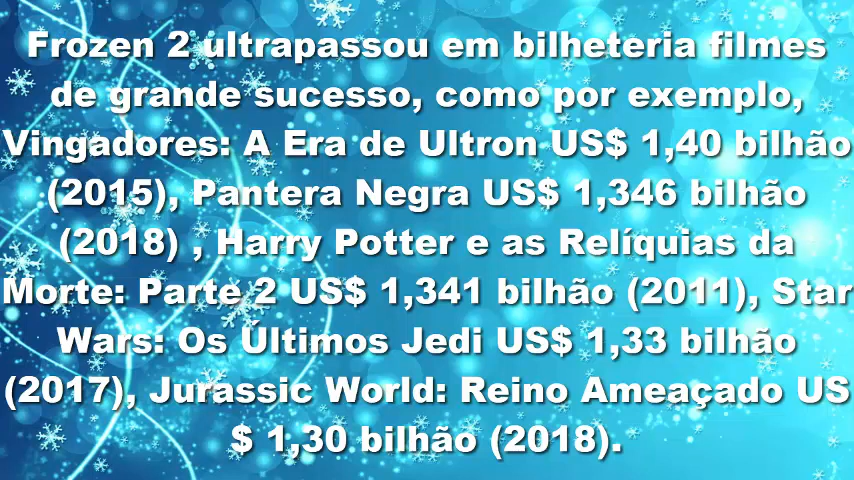 Frozen 2 ultrapassou em bilheteria filmes
de grande sucesso, como por exemplo,
Vingadores: A Era de Ultron US$ 1,40 bilhão
(2015), Pantera Negra US$ 1,346 bilhão
(2018) , Harry Potter e as Relíquias da
Morte: Parte 2 US$ 1,341 bilhão (2011), Star
Wars: Os Últimos Jedi US$ 1,33 bilhão
(2017), Jurassic World: Reino Ameaçado US
$ 1,30 bilhão (2018).